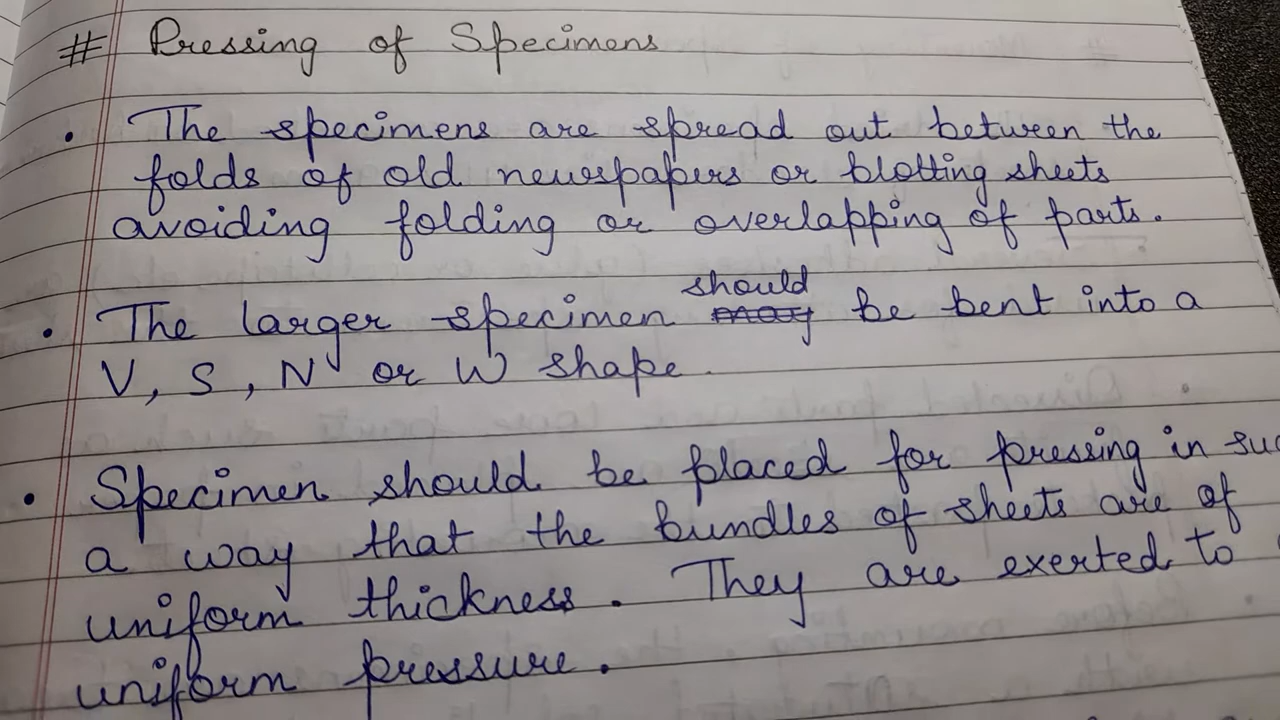 # Pressing of Specimens
• The specimens are spread out between the
folds of old newspapers or blotting sheets
avoiding folding or overlapping of parts.
should
• The larger specimen may be bent into a
V, S, N or W shape.
• Specimen should be placed for pressing in suc
a way that the bundles of sheets are of
uniform thickness. They are exerted to
uniform pressure.